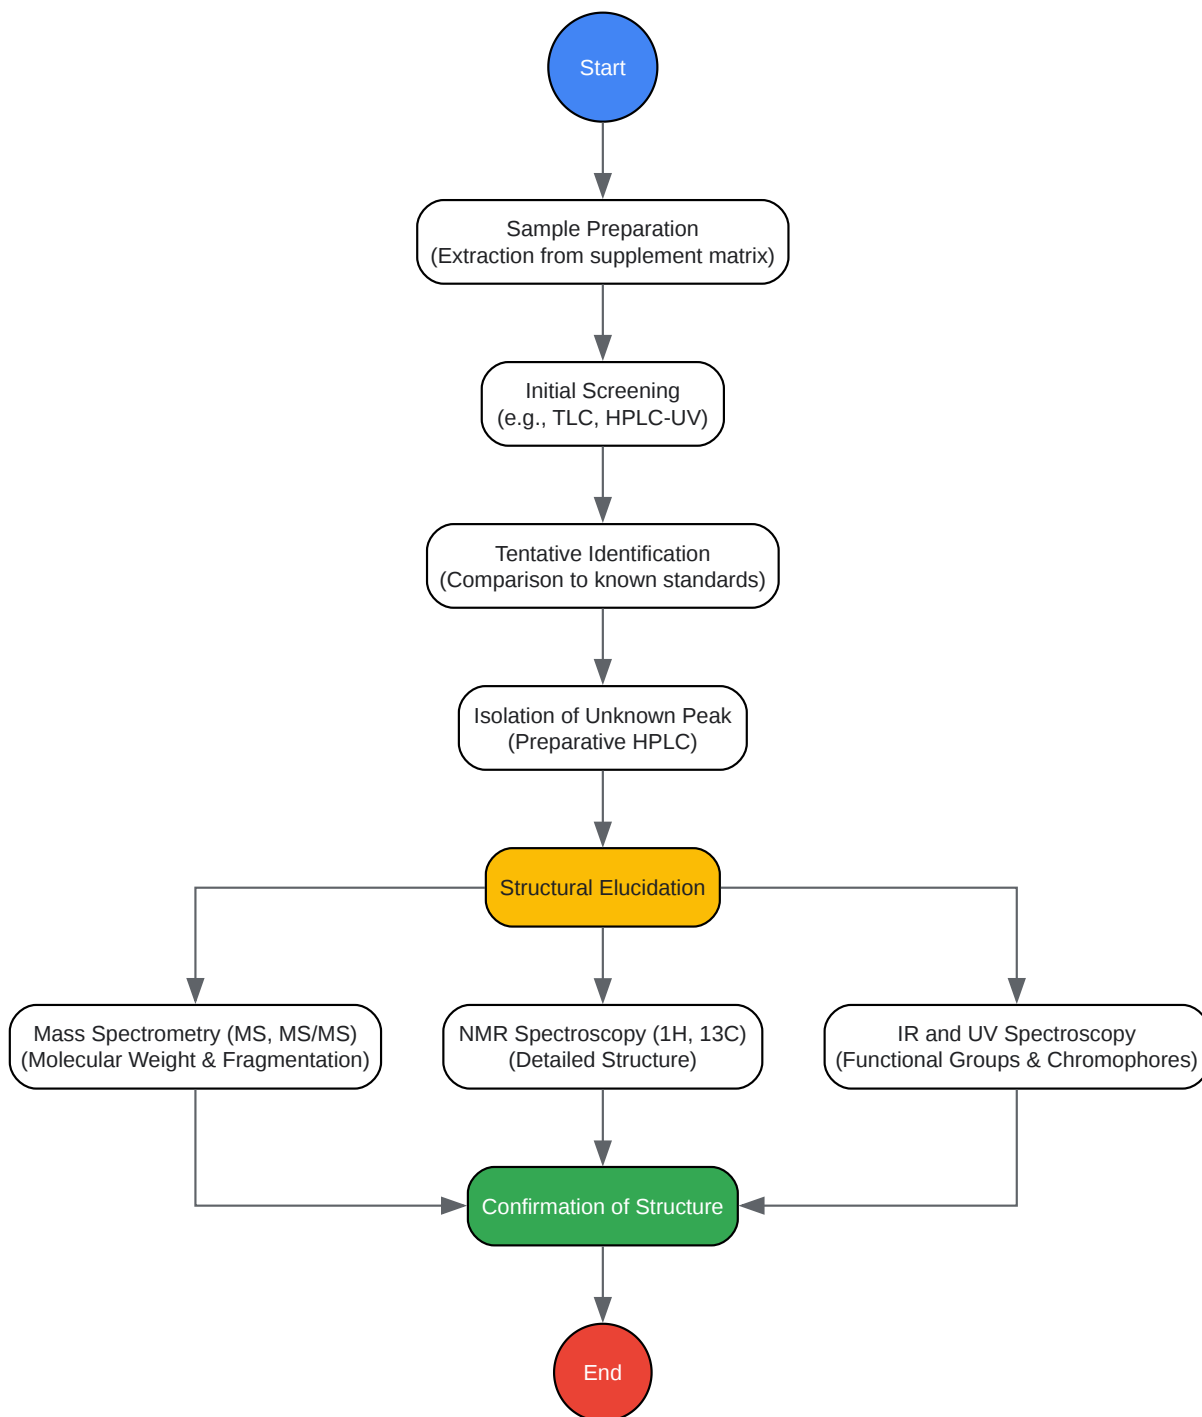 Start
Sample Preparation
(Extraction from supplement matrix)
Initial Screening
(e.g., TLC, HPLC-UV)
Tentative Identification
(Comparison to known standards)
Isolation of Unknown Peak
(Preparative HPLC)
Structural Elucidation
Mass Spectrometry (MS, MS/MS)
(Molecular Weight & Fragmentation)
NMR Spectroscopy (1H, 13C)
(Detailed Structure)
IR and UV Spectroscopy
(Functional Groups & Chromophores)
Confirmation of Structure
End